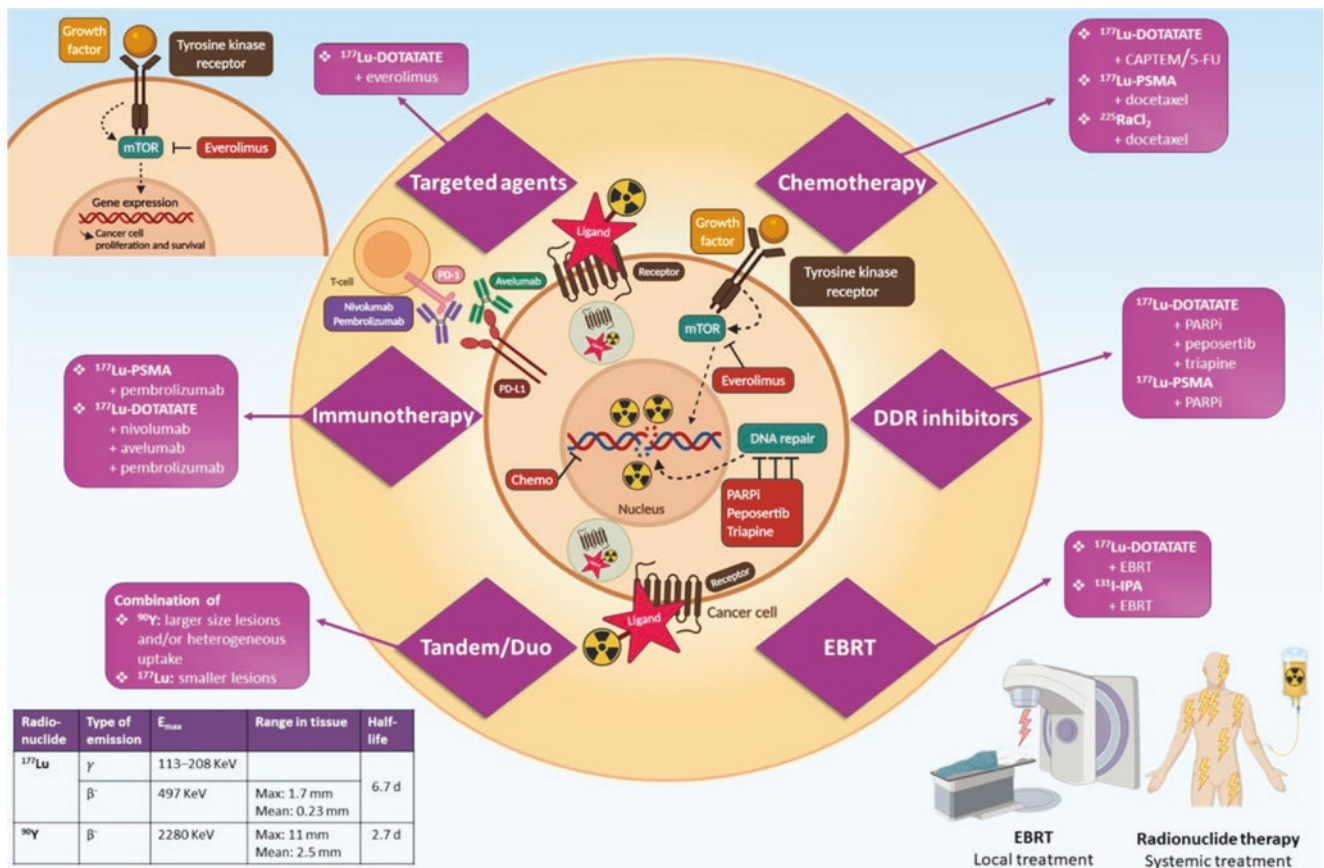 Growth
factor
Tyrosine kinase
receptor
mTOR
Everolimus
Gene expression
Cancer cell
proliferation and survival
❖ ¹⁷⁷Lu-DOTATATE
+ everolimus
Targeted agents
❖ ¹⁷⁷Lu-DOTATATE
+ CAPTEM/5-FU
❖ ¹⁷⁷Lu-PSMA
+ docetaxel
❖ ²²⁵RaCl₂
+ docetaxel
Chemotherapy
Ligand
Receptor
Growth
factor
Tyrosine kinase
receptor
mTOR
Everolimus
T-cell
PD-1
Avelumab
Nivolumab
Pembrolizumab
PD-L1
❖ ¹⁷⁷Lu-PSMA
+ pembrolizumab
❖ ¹⁷⁷Lu-DOTATATE
+ nivolumab
+ avelumab
+ pembrolizumab
Immunotherapy
¹⁷⁷Lu-DOTATATE
+ PARPi
+ peposertib
+ triapine
¹⁷⁷Lu-PSMA
+ PARPi
DDR inhibitors
DNA repair
PARPi
Peposertib
Triapine
Chemo
Nucleus
Receptor
Ligand
Cancer cell
Combination of
❖ ⁹⁰Y: larger size lesions
and/or heterogeneous
uptake
❖ ¹⁷⁷Lu: smaller lesions
Tandem/Duo
❖ ¹⁷⁷Lu-DOTATATE
+ EBRT
❖ ¹³¹I-IPA
+ EBRT
EBRT
Radio-
nuclide
Type of
emission
Eₘₐₓ
Range in tissue
Half-
life
¹⁷⁷Lu
γ
113–208 KeV
β⁻
497 KeV
Max: 1.7 mm
Mean: 0.23 mm
6.7 d
⁹⁰Y
β⁻
2280 KeV
Max: 11 mm
Mean: 2.5 mm
2.7 d
EBRT
Local treatment
Radionuclide therapy
Systemic treatment